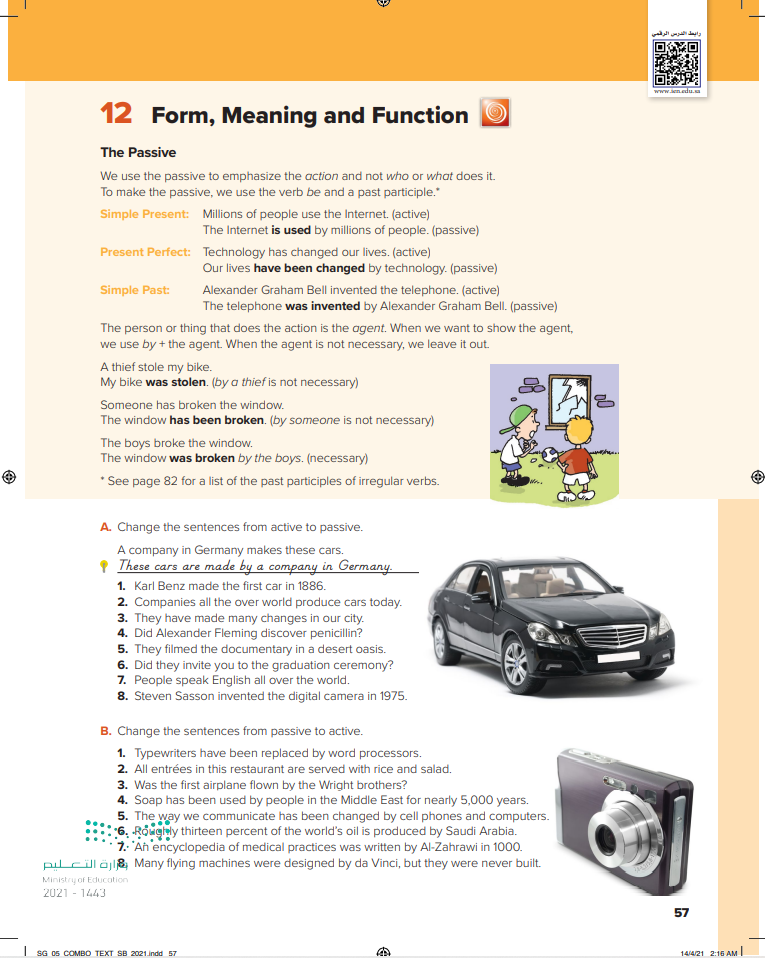 رابط الدرس الرقمي
www.ien.edu.sa
12 Form, Meaning and Function
The Passive
We use the passive to emphasize the action and not who or what does it.
To make the passive, we use the verb be and a past participle.*
Simple Present: Millions of people use the Internet. (active)
The Internet is used by millions of people. (passive)
Present Perfect: Technology has changed our lives. (active)
Our lives have been changed by technology. (passive)
Simple Past: Alexander Graham Bell invented the telephone. (active)
The telephone was invented by Alexander Graham Bell. (passive)
The person or thing that does the action is the agent. When we want to show the agent,
we use by + the agent. When the agent is not necessary, we leave it out.
A thief stole my bike.
My bike was stolen. (by a thief is not necessary)
Someone has broken the window.
The window has been broken. (by someone is not necessary)
The boys broke the window.
The window was broken by the boys. (necessary)
* See page 82 for a list of the past participles of irregular verbs.
A. Change the sentences from active to passive.
A company in Germany makes these cars.
These cars are made by a company in Germany.
1. Karl Benz made the first car in 1886.
2. Companies all the over world produce cars today.
3. They have made many changes in our city.
4. Did Alexander Fleming discover penicillin?
5. They filmed the documentary in a desert oasis.
6. Did they invite you to the graduation ceremony?
7. People speak English all over the world.
8. Steven Sasson invented the digital camera in 1975.
B. Change the sentences from passive to active.
1. Typewriters have been replaced by word processors.
2. All entrées in this restaurant are served with rice and salad.
3. Was the first airplane flown by the Wright brothers?
4. Soap has been used by people in the Middle East for nearly 5,000 years.
5. The way we communicate has been changed by cell phones and computers.
6. Roughly thirteen percent of the world's oil is produced by Saudi Arabia.
7. An encyclopedia of medical practices was written by Al-Zahrawi in 1000.
8. Many flying machines were designed by da Vinci, but they were never built.
وزارة التعليم
Ministry of Education
2021 - 1443
57
SG_05_COMBO_TEXT_SB_2021.indd 57
14/4/21 2:16 AM